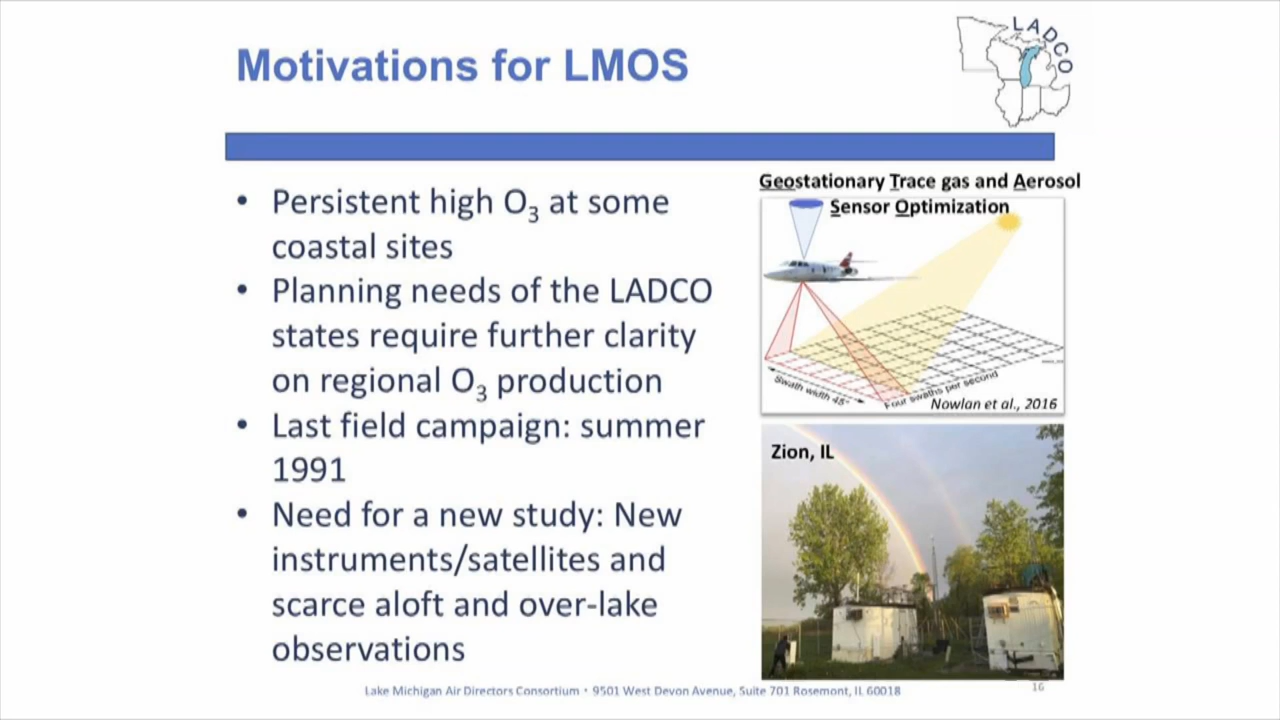 LADCO
Motivations for LMOS
• Persistent high O3 at some
coastal sites
• Planning needs of the LADCO
states require further clarity
on regional O3 production
• Last field campaign: summer
1991
• Need for a new study: New
instruments/satellites and
scarce aloft and over-lake
observations
Geostationary Trace gas and Aerosol
Sensor Optimization
Swath width 45°
Four swaths per second
Nowlan et al., 2016
Zion, IL
Lake Michigan Air Directors Consortium • 9501 West Devon Avenue, Suite 701 Rosemont, IL 60018
16